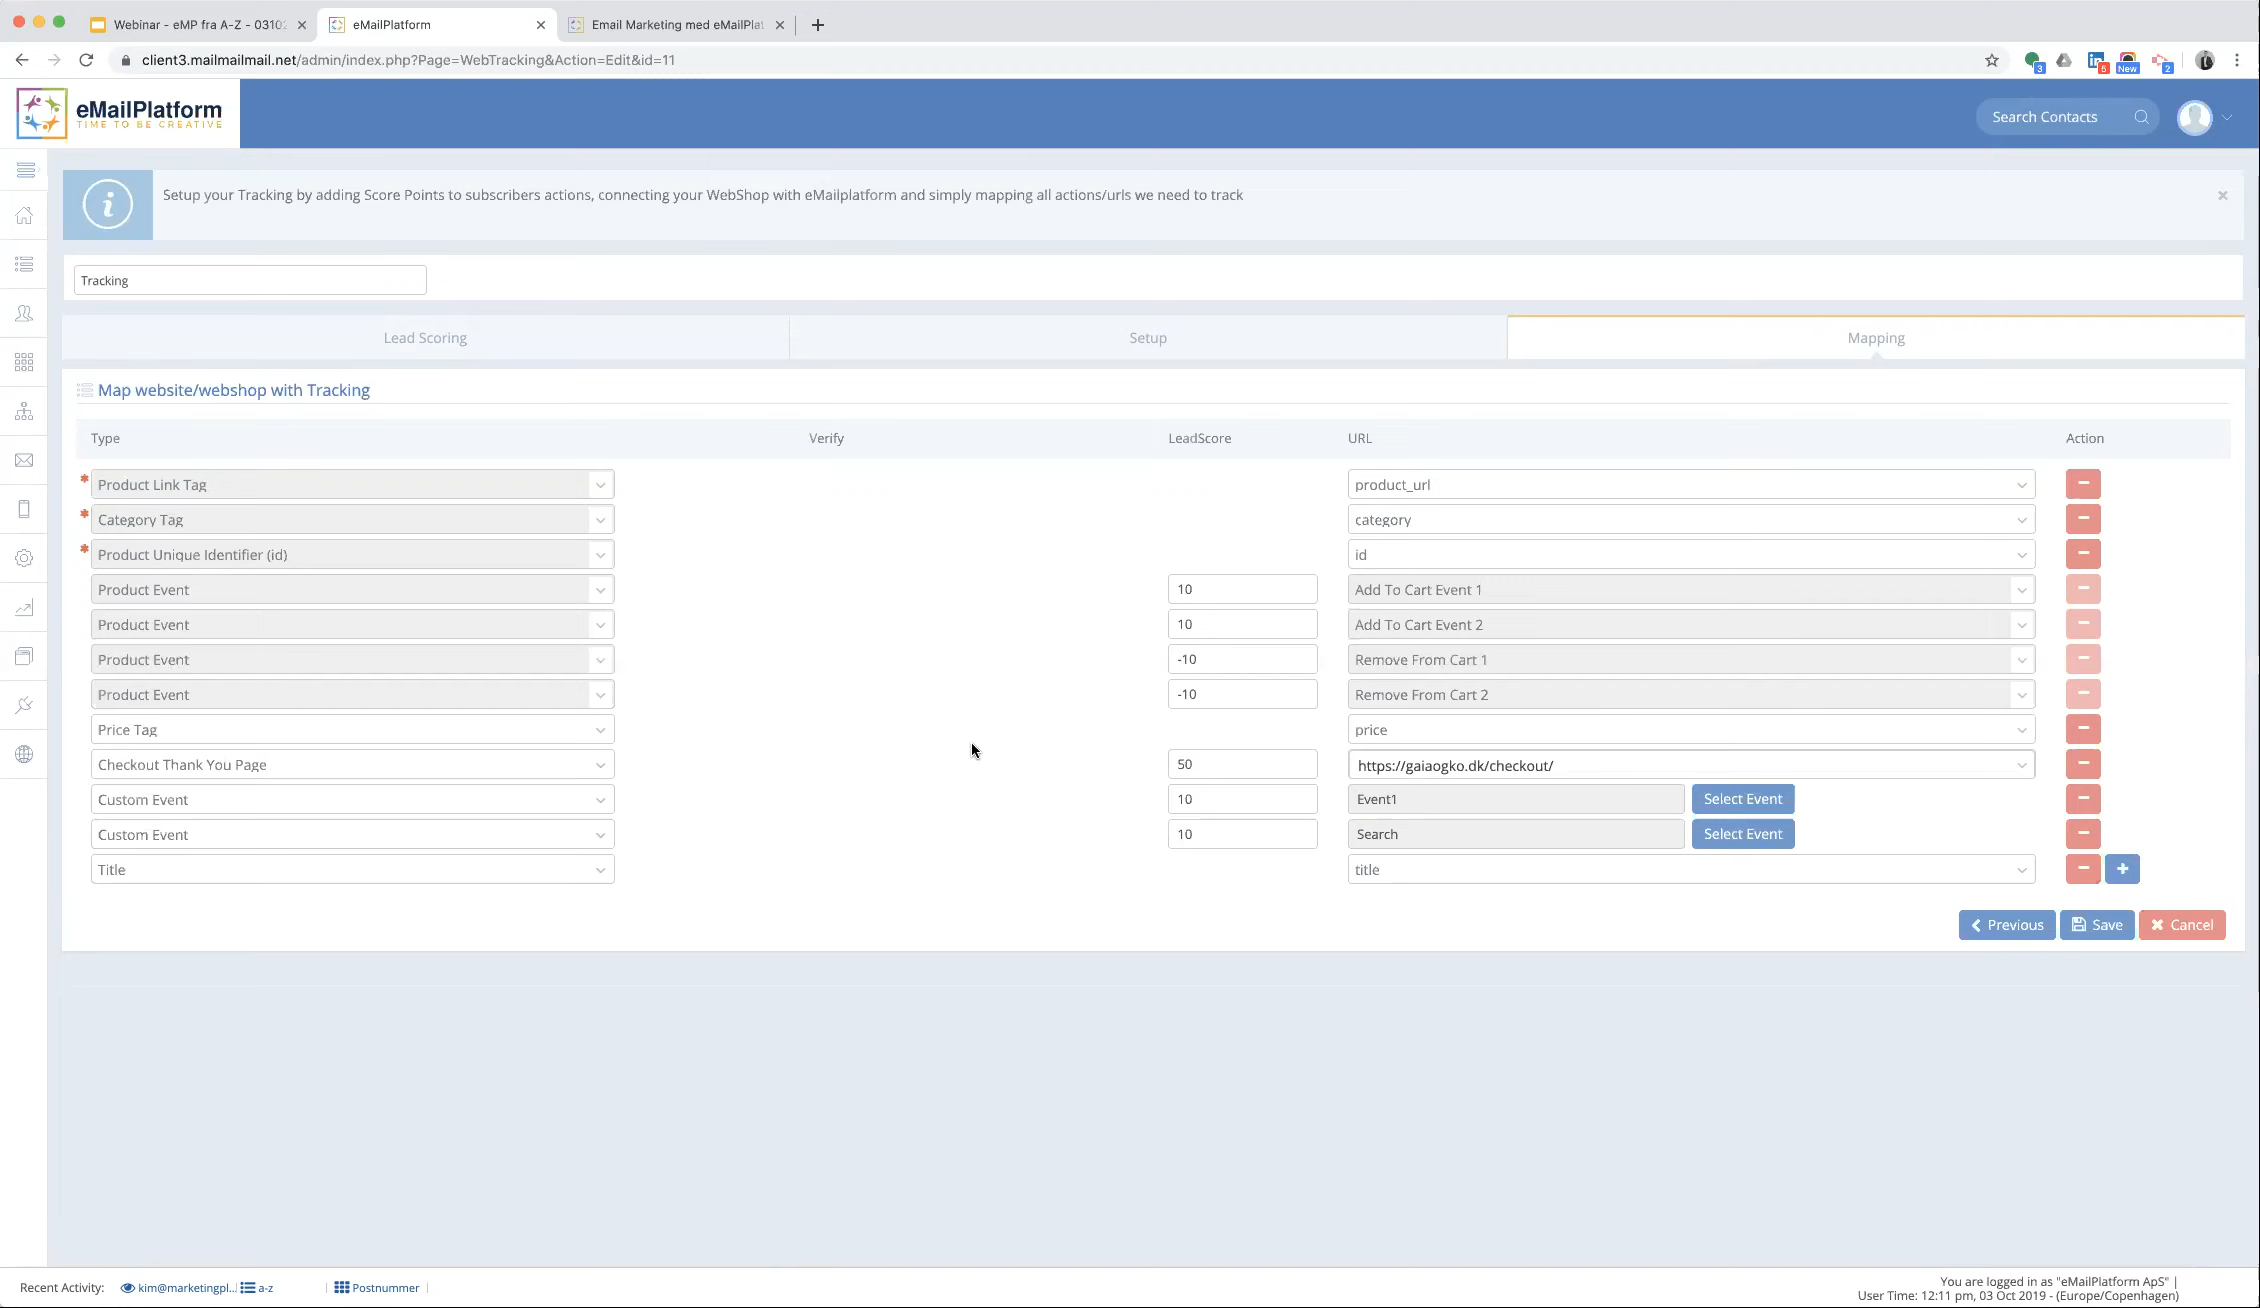 Webinar - eMP fra A-Z - 03102
eMailPlatform
Email Marketing med eMailPlat
client3.mailmailmail.net/admin/index.php?Page=WebTracking&Action=Edit&id=11
3
5
New
2
eMailPlatform
TIME TO BE CREATIVE
Search Contacts
Setup your Tracking by adding Score Points to subscribers actions, connecting your WebShop with eMailplatform and simply mapping all actions/urls we need to track
Tracking
Lead Scoring
Setup
Mapping
Map website/webshop with Tracking
Type Verify LeadScore URL Action
* Product Link Tag product_url
* Category Tag category
* Product Unique Identifier (id) id
Product Event 10 Add To Cart Event 1
Product Event 10 Add To Cart Event 2
Product Event -10 Remove From Cart 1
Product Event -10 Remove From Cart 2
Price Tag price
Checkout Thank You Page 50 https://gaiaogko.dk/checkout/
Custom Event 10 Event1 Select Event
Custom Event 10 Search Select Event
Title title
Previous Save Cancel
Recent Activity: kim@marketingpl... a-z | Postnummer |
You are logged in as "eMailPlatform ApS" |
User Time: 12:11 pm, 03 Oct 2019 - (Europe/Copenhagen)